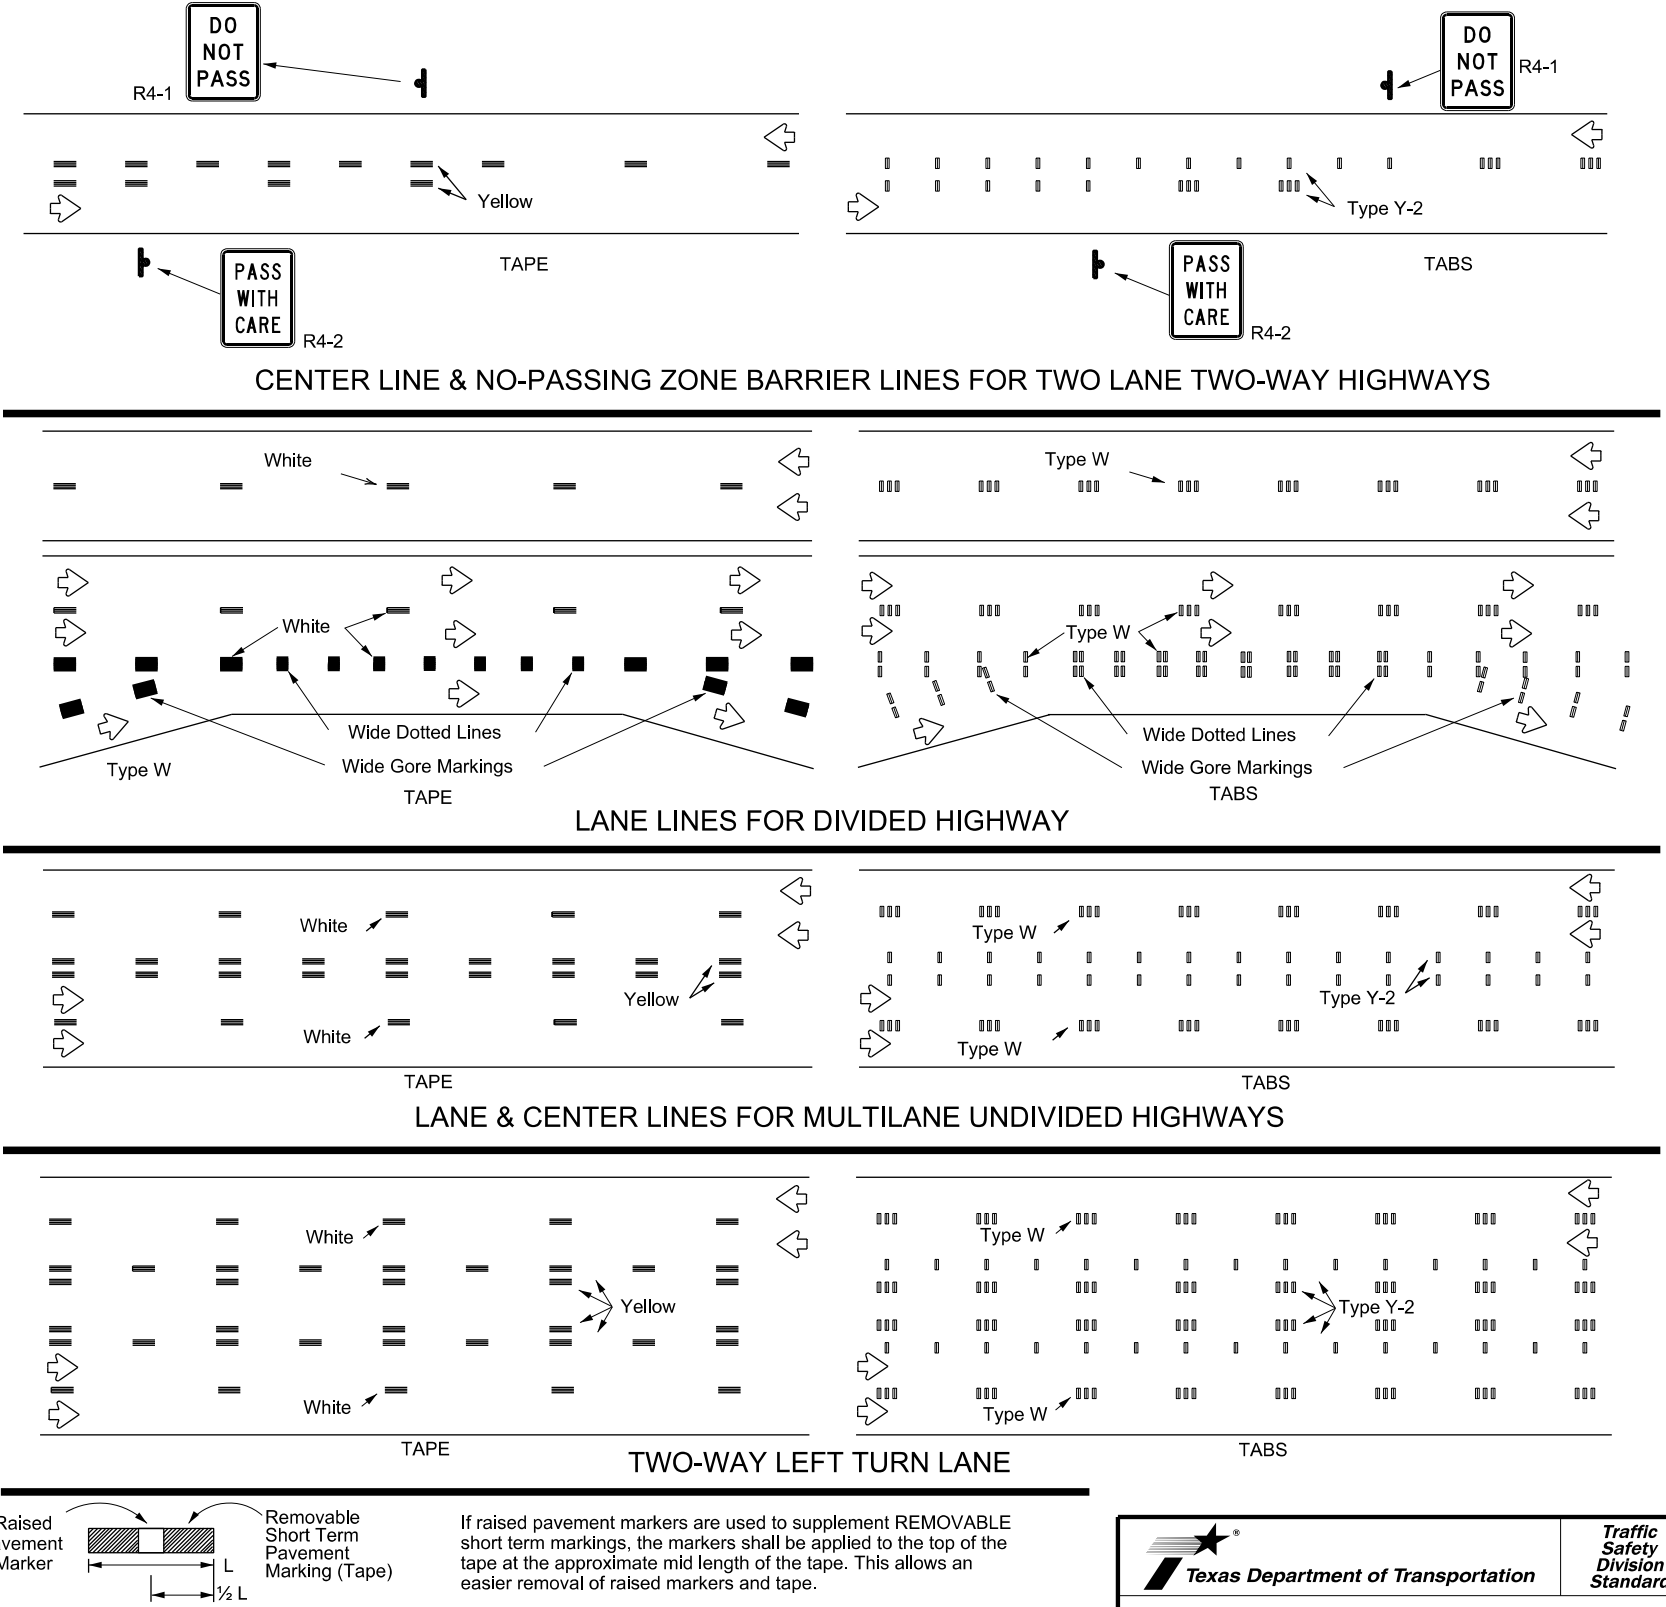 DO
NOT
PASS
R4-1
DO
NOT
PASS
R4-1
Yellow
Type Y-2
PASS
WITH
CARE
R4-2
TAPE
PASS
WITH
CARE
R4-2
TABS
CENTER LINE & NO-PASSING ZONE BARRIER LINES FOR TWO LANE TWO-WAY HIGHWAYS
White
Type W
White
Type W
Wide Dotted Lines
Wide Gore Markings
Type W
TAPE
Wide Dotted Lines
Wide Gore Markings
TABS
LANE LINES FOR DIVIDED HIGHWAY
White
Yellow
White
TAPE
Type W
Type Y-2
Type W
TABS
LANE & CENTER LINES FOR MULTILANE UNDIVIDED HIGHWAYS
White
Yellow
White
TAPE
Type W
Type Y-2
Type W
TABS
TWO-WAY LEFT TURN LANE
Raised
Marker
Removable
Short Term
Pavement
Marking (Tape)
L
½ L
If raised pavement markers are used to supplement REMOVABLE
short term markings, the markers shall be applied to the top of the
tape at the approximate mid length of the tape. This allows an
easier removal of raised markers and tape.
®
Texas Department of Transportation
Traffic
Safety
Division
Standard